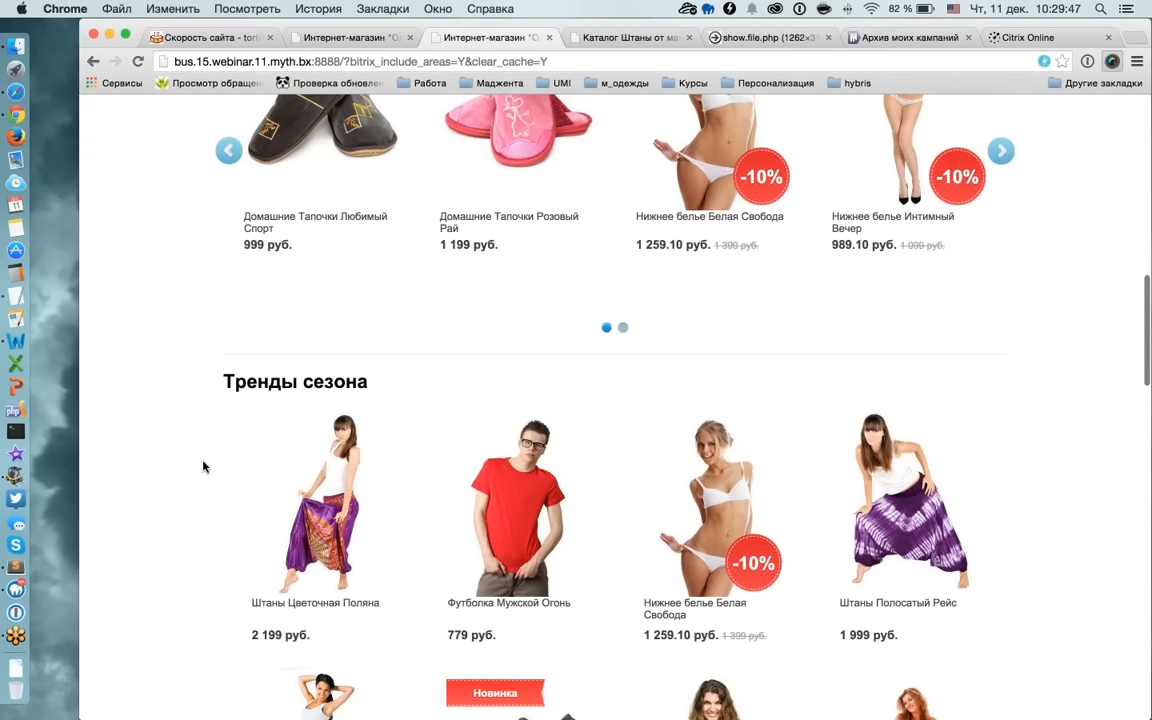 Chrome Файл Изменить Посмотреть История Закладки Окно Справка 82 % Чт, 11 дек. 10:29:47
Скорость сайта - torti
Интернет-магазин "О
Интернет-магазин "О
Каталог Штаны от ма
show.file.php (1262×3
Архив моих кампаний
Citrix Online
bus.15.webinar.11.myth.bx:8888/?bitrix_include_areas=Y&clear_cache=Y
Сервисы Просмотр обращен Проверка обновлен Работа Маджента UMI м_одежды Курсы Персонализация hybris Другие закладки
-10% -10%
Домашние Тапочки Любимый
Спорт
999 руб.
Домашние Тапочки Розовый
Рай
1 199 руб.
Нижнее белье Белая Свобода
1 259.10 руб. 1 399 руб.
Нижнее белье Интимный
Вечер
989.10 руб. 1 099 руб.
Тренды сезона
-10%
Штаны Цветочная Поляна
2 199 руб.
Футболка Мужской Огонь
779 руб.
Нижнее белье Белая
Свобода
1 259.10 руб. 1 399 руб.
Штаны Полосатый Рейс
1 999 руб.
Новинка